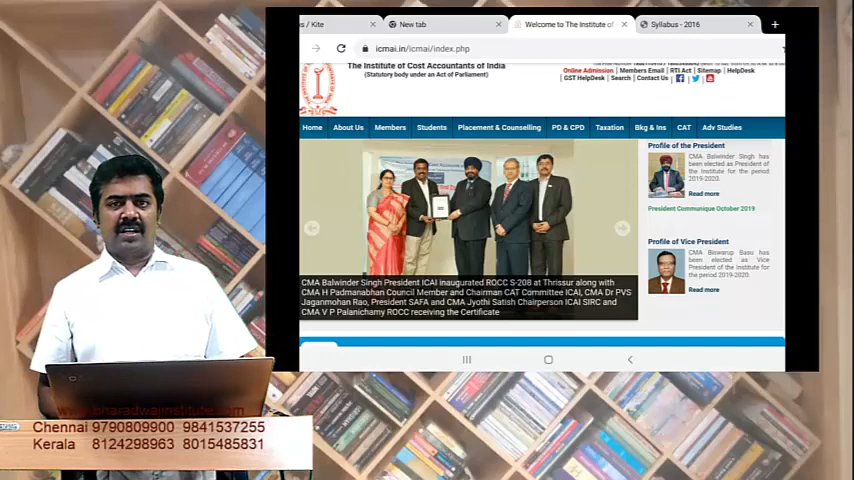 s / Kite
New tab
Welcome to The Institute of
Syllabus - 2016
icmai.in/icmai/index.php
The Institute of Cost Accountants of India
(Statutory body under an Act of Parliament)
Online Admission | Members Email | RTI Act | Sitemap | HelpDesk
| GST HelpDesk | Search | Contact Us
Home About Us Members Students Placement & Counselling PD & CPD Taxation Bkg & Ins CAT Adv Studies
CMA Balwinder Singh President ICAI inaugurated ROCC S-208 at Thrissur along with
CMA H Padmanabhan Council Member and Chairman CAT Committee ICAI, CMA Dr PVS
Jaganmohan Rao, President SAFA and CMA Jyothi Satish Chairperson ICAI SIRC and
CMA V P Palanichamy ROCC receiving the Certificate
Profile of the President
CMA Balwinder Singh has
been elected as President of
the Institute for the period
2019-2020.
Read more
President Communique October 2019
Profile of Vice President
CMA Biswarup Basu has
been elected as Vice
President of the Institute for
the period 2019-2020.
Read more
www.bharadwajinstitute.com
Chennai 9790809900 9841537255
Kerala 8124298963 8015485831